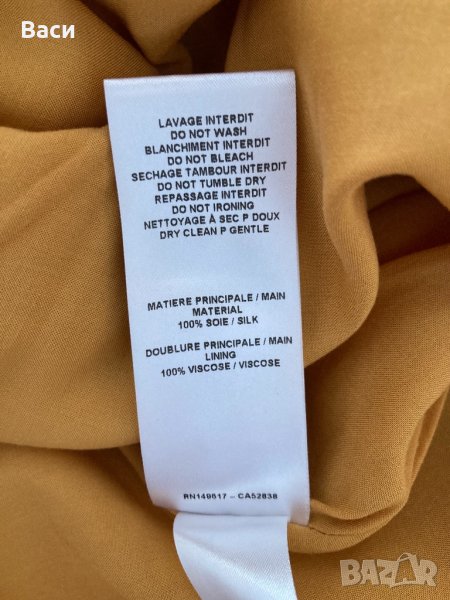 Васи
LAVAGE INTERDIT
DO NOT WASH
BLANCHIMENT INTERDIT
DO NOT BLEACH
SECHAGE TAMBOUR INTERDIT
DO NOT TUMBLE DRY
REPASSAGE INTERDIT
DO NOT IRONING
NETTOYAGE À SEC P DOUX
DRY CLEAN P GENTLE
MATIERE PRINCIPALE / MAIN
MATERIAL
100% SOIE / SILK
DOUBLURE PRINCIPALE / MAIN
LINING
100% VISCOSE / VISCOSE
RN149617 - CA52838
BAZAR